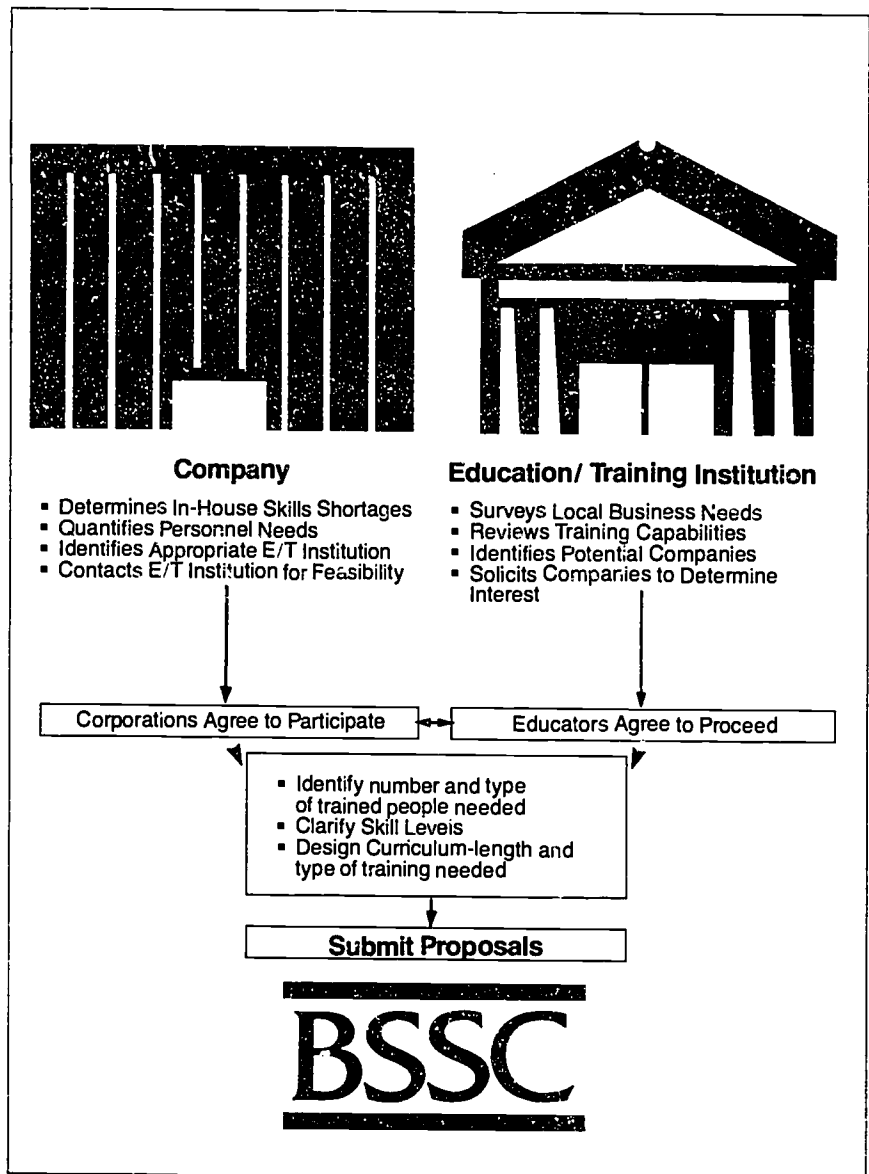 Company
▪ Determines In-House Skills Shortages
▪ Quantifies Personnel Needs
▪ Identifies Appropriate E/T Institution
▪ Contacts E/T Institution for Feasibility
Education/ Training Institution
▪ Surveys Local Business Needs
▪ Reviews Training Capabilities
▪ Identifies Potential Companies
▪ Solicits Companies to Determine
Interest
Corporations Agree to Participate
Educators Agree to Proceed
▪ Identify number and type
of trained people needed
▪ Clarify Skill Levels
▪ Design Curriculum-length and
type of training needed
Submit Proposals
BSSC